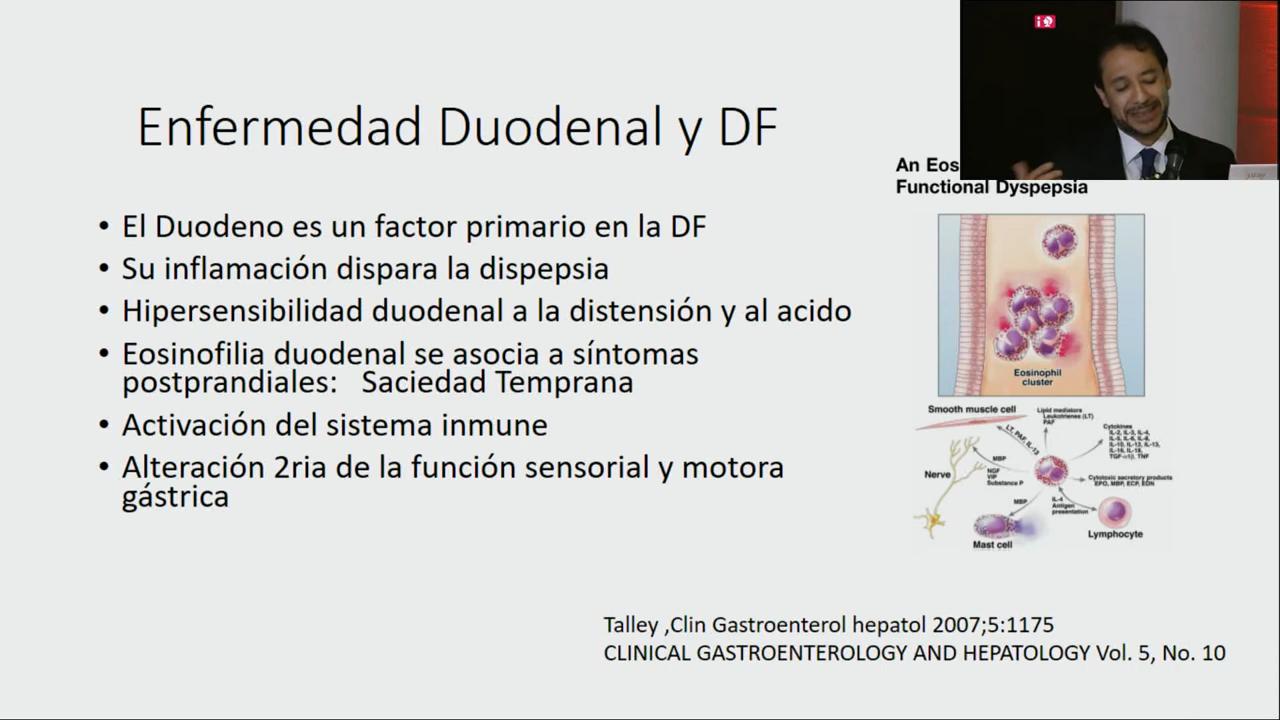 Enfermedad Duodenal y DF
An Eos
Functional Dyspepsia
• El Duodeno es un factor primario en la DF
• Su inflamación dispara la dispepsia
• Hipersensibilidad duodenal a la distensión y al acido
• Eosinofilia duodenal se asocia a síntomas
postprandiales: Saciedad Temprana
• Activación del sistema inmune
• Alteración 2ria de la función sensorial y motora
gástrica
Eosinophil
cluster
Smooth muscle cell
Lipid mediators
Leukotrienes (LT)
PAF
LT, PAF, IL-13
Cytokines
IL-2, IL-3, IL-4,
IL-5, IL-6, IL-8,
IL-10, IL-12, IL-13,
IL-16, IL-18,
TGF-α1β, TNF
MBP
Nerve
NGF
VIP
Substance P
Cytotoxic secretory products
EPO, MBP, ECP, EDN
MBP
IL-4
Antigen
presentation
Lymphocyte
Mast cell
Talley ,Clin Gastroenterol hepatol 2007;5:1175
CLINICAL GASTROENTEROLOGY AND HEPATOLOGY Vol. 5, No. 10